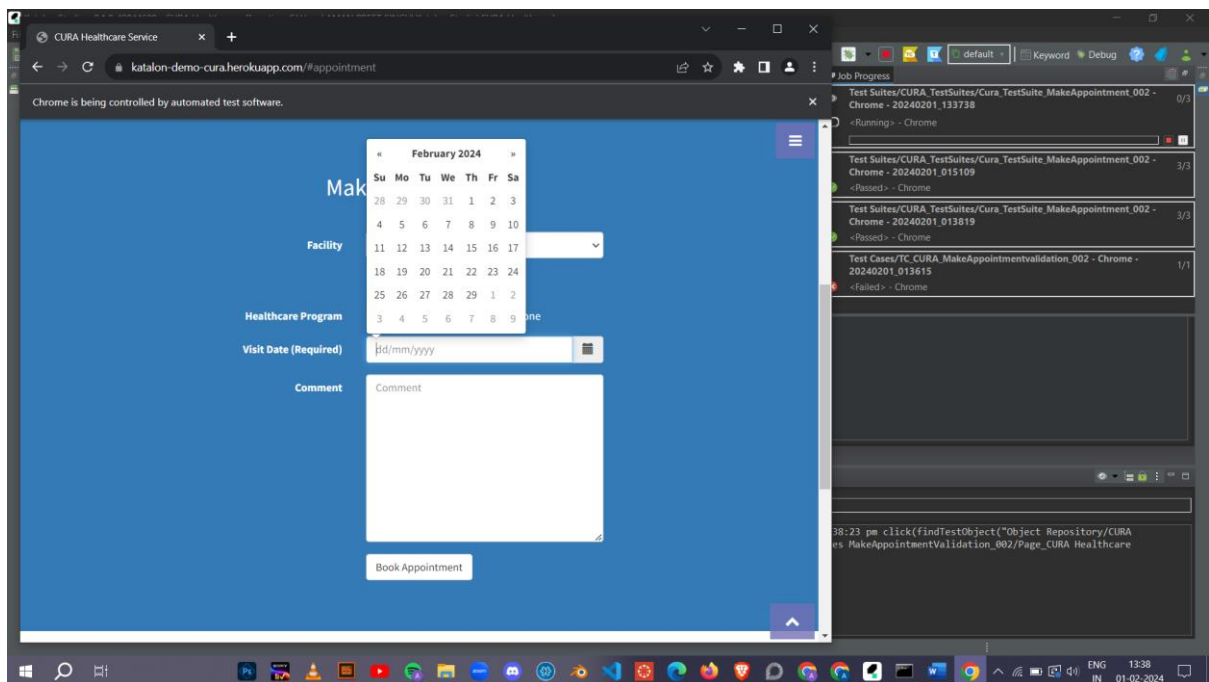 CURA Healthcare Service
katalon-demo-cura.herokuapp.com/#appointment
default
Keyword
Debug
Chrome is being controlled by automated test software.
Job Progress
Test Suites/CURA_TestSuites/Cura_TestSuite_MakeAppointment_002 -
Chrome - 20240201_133738
0/3
<Running> - Chrome
Test Suites/CURA_TestSuites/Cura_TestSuite_MakeAppointment_002 -
Chrome - 20240201_015109
3/3
<Passed> - Chrome
Test Suites/CURA_TestSuites/Cura_TestSuite_MakeAppointment_002 -
Chrome - 20240201_013819
3/3
<Passed> - Chrome
Test Cases/TC_CURA_MakeAppointmentvalidation_002 - Chrome -
20240201_013615
1/1
<Failed> - Chrome
Mak
« February 2024 »
Su Mo Tu We Th Fr Sa
28 29 30 31 1 2 3
4 5 6 7 8 9 10
11 12 13 14 15 16 17
18 19 20 21 22 23 24
25 26 27 28 29 1 2
3 4 5 6 7 8 9
Facility
Healthcare Program
one
Visit Date (Required)
dd/mm/yyyy
Comment
Comment
Book Appointment
38:23 pm click(findTestObject("Object Repository/CURA
es MakeAppointmentValidation_002/Page_CURA Healthcare
ENG
IN
13:38
01-02-2024